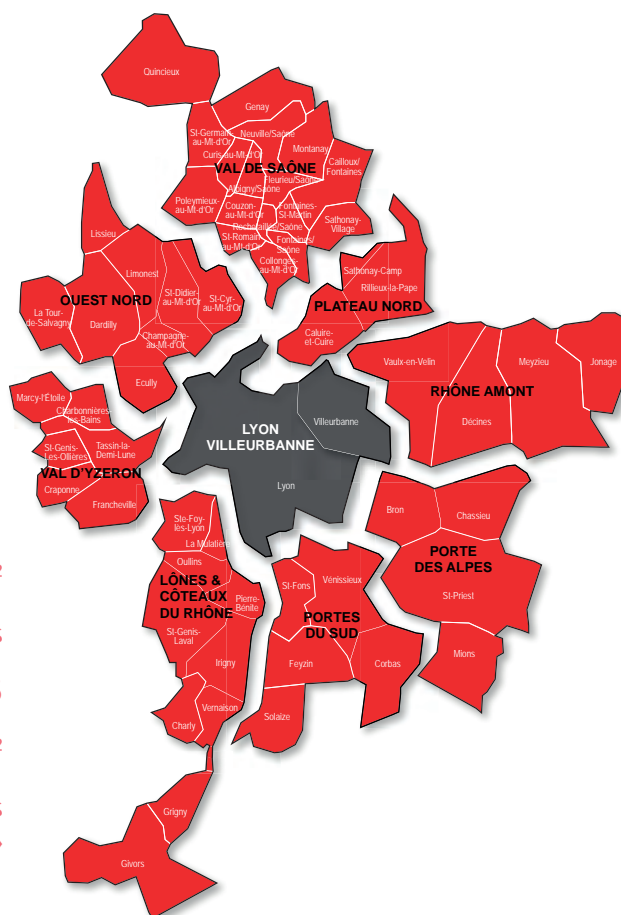 Quincieux
Genay
St-Germain-
au-Mt-d'Or
Neuville/Saône
Curis-au-Mt-d'Or
Montanay
VAL DE SAÔNE
Cailloux/
Fontaines
Fleurieu/Saône
Albigny/Saône
Poleymieux-
au-Mt-d'Or
Couzon-
au-Mt-d'Or
Fontaines-
St-Martin
Rochetaillée/Saône
Sathonay-
Village
St-Romain-
au-Mt-d'Or
Fontaines/
Saône
Collonges-
au-Mt-d'Or
Lissieu
Limonest
OUEST NORD
St-Didier-
au-Mt-d'Or
St-Cyr-
au-Mt-d'Or
La Tour-
de-Salvagny
Dardilly
Champagne-
au-Mt-d'Or
Ecully
Sathonay-Camp
Rillieux-la-Pape
PLATEAU NORD
Caluire-
et-Cuire
Vaulx-en-Velin
Meyzieu
Jonage
RHÔNE AMONT
Décines
Marcy-l'Étoile
Charbonnières-
les-Bains
St-Genis-
Les-Ollières
Tassin-la-
Demi-Lune
VAL D'YZERON
Craponne
Francheville
LYON
VILLEURBANNE
Villeurbanne
Lyon
Bron
Chassieu
PORTE
DES ALPES
St-Priest
Mions
Ste-Foy-
lès-Lyon
La Mulatière
Oullins
LÔNES &
CÔTEAUX
DU RHÔNE
Pierre-
Bénite
St-Genis-
Laval
Irigny
Vernaison
Charly
Grigny
Givors
St-Fons
Vénissieux
PORTES
DU SUD
Feyzin
Corbas
Solaize